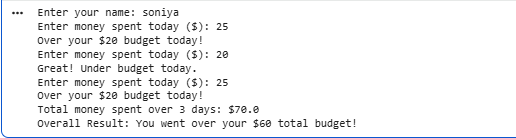 Enter your name: soniya
Enter money spent today ($): 25
Over your $20 budget today!
Enter money spent today ($): 20
Great! Under budget today.
Enter money spent today ($): 25
Over your $20 budget today!
Total money spent over 3 days: $70.0
Overall Result: You went over your $60 total budget!